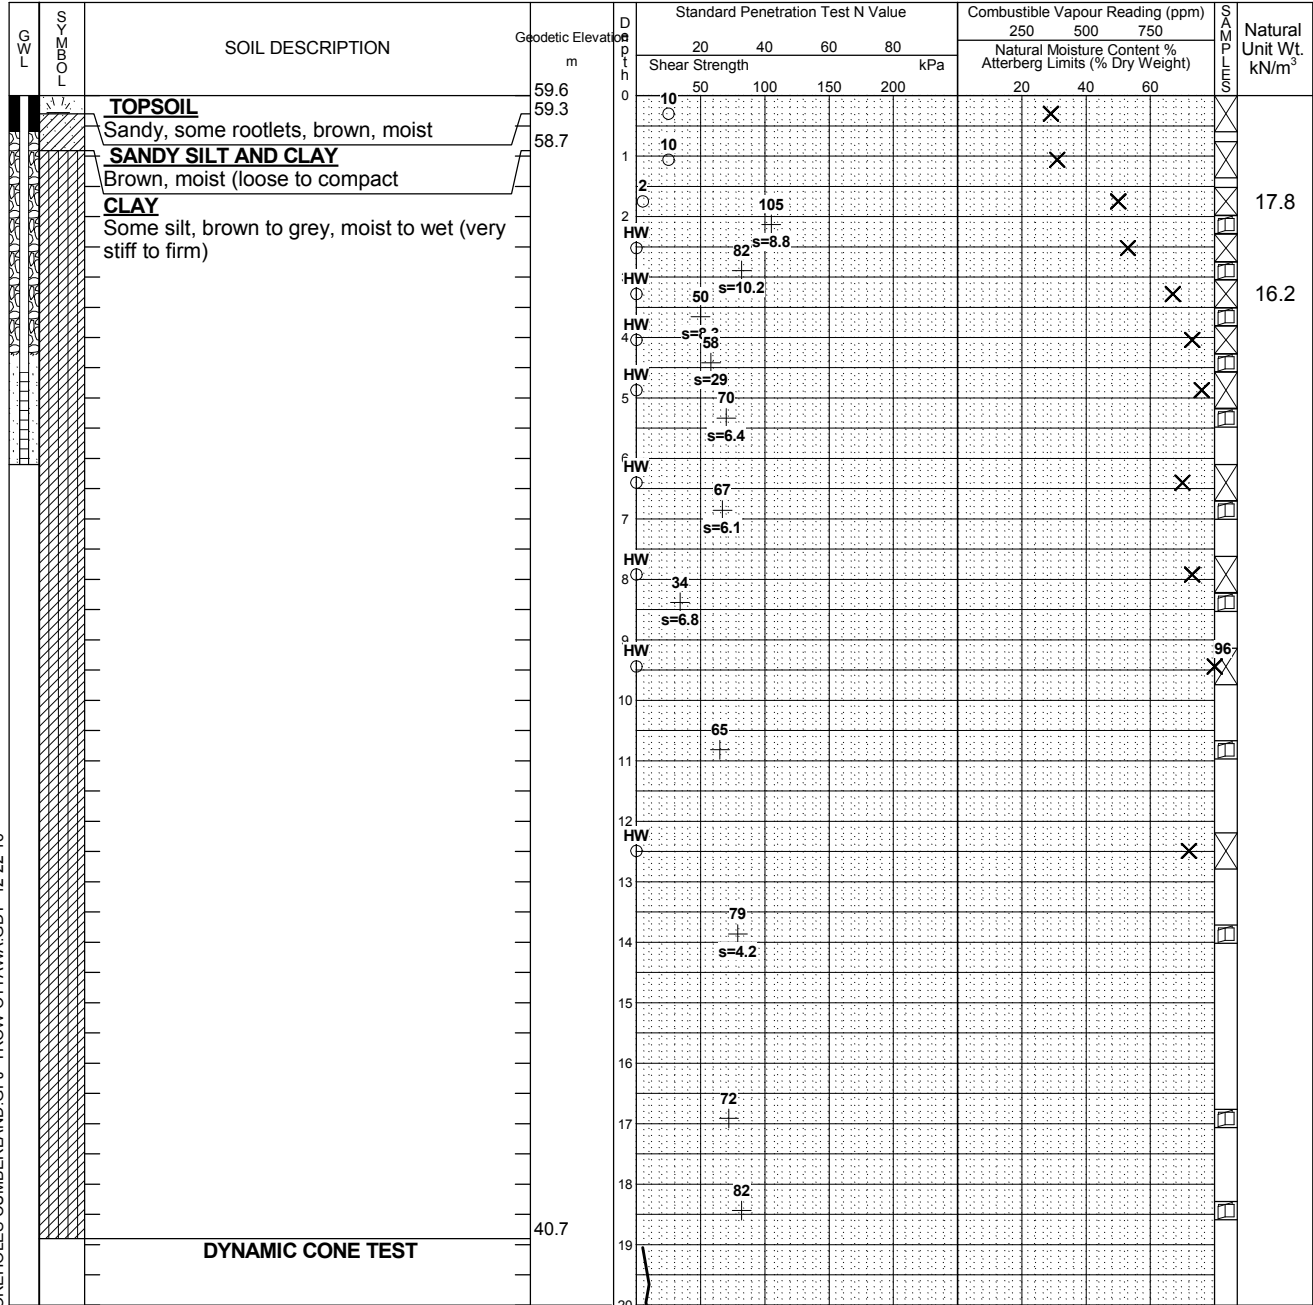 GWL
SYMBOL
SOIL DESCRIPTION
Geodetic Elevation
m
Depth
Standard Penetration Test N Value
20 40 60 80
Shear Strength kPa
50 100 200
Combustible Vapour Reading (ppm)
250 500 750
Natural Moisture Content %
Atterberg Limits (% Dry Weight)
20 40 60
SAMPLES
Natural
Unit Wt.
kN/m3
59.6
0
TOPSOIL
59.3
10
Sandy, some rootlets, brown, moist
58.7
10
SANDY SILT AND CLAY
1
Brown, moist (loose to compact
2
CLAY
105
17.8
Some silt, brown to grey, moist to wet (very
2
stiff to firm)
HW
s=8.8
82
HW
s=10.2
16.2
50
HW
s=8.3
4
58
HW
s=29
5
70
s=6.4
6
HW
67
7
s=6.1
HW
8
34
s=6.8
9
HW
96
10
65
11
12
HW
13
79
14
s=4.2
15
16
72
17
18
82
40.7
19
DYNAMIC CONE TEST
20